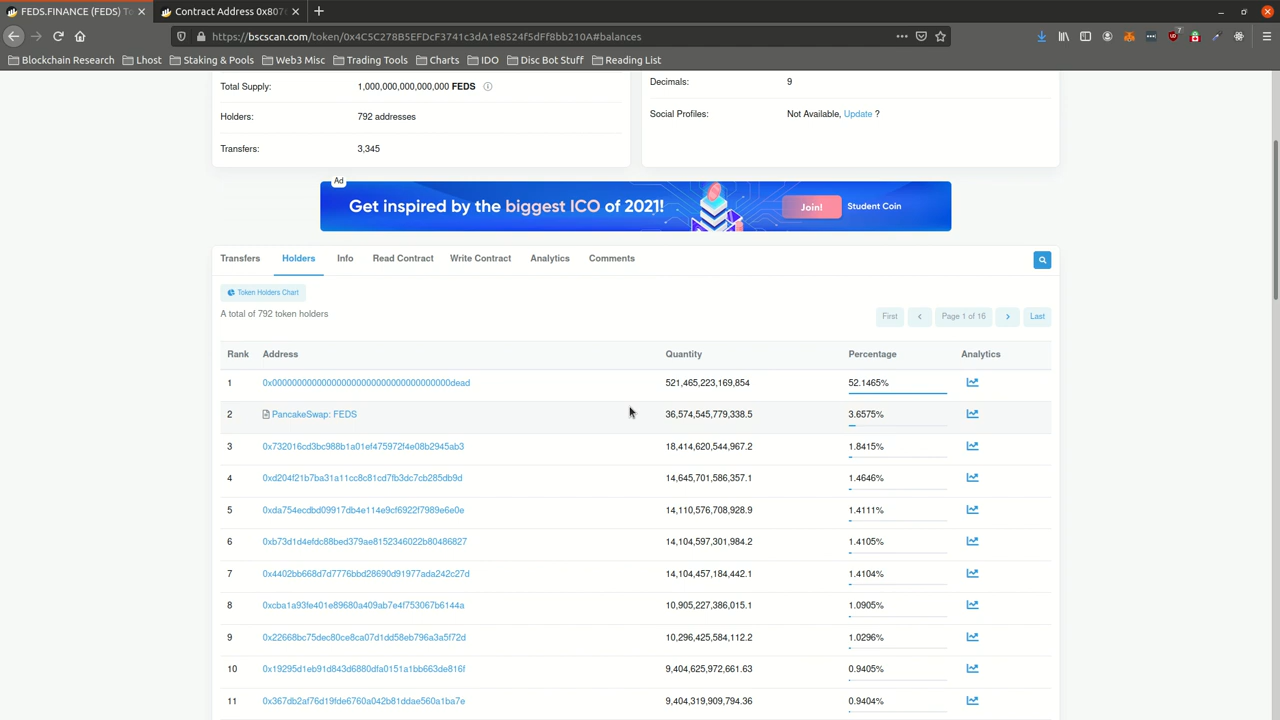 FEDS.FINANCE (FEDS) To
Contract Address 0x807
https://bscscan.com/token/0x4C5C278B5EFDcF3741c3dA1e8524f5dFf8bb210A#balances
7
Blockchain Research Lhost Staking & Pools Web3 Misc Trading Tools Charts IDO Disc Bot Stuff Reading List
Total Supply: 1,000,000,000,000,000 FEDS
Decimals: 9
Holders: 792 addresses
Social Profiles: Not Available, Update ?
Transfers: 3,345
Ad
Get inspired by the biggest ICO of 2021! Join! Student Coin
Transfers Holders Info Read Contract Write Contract Analytics Comments
Token Holders Chart
A total of 792 token holders
First Page 1 of 16 Last
Rank Address Quantity Percentage Analytics
1 0x000000000000000000000000000000000000dead 521,465,223,169,854 52.1465%
2 PancakeSwap: FEDS 36,574,545,779,338.5 3.6575%
3 0x732016cd3bc988b1a01ef475972f4e08b2945ab3 18,414,620,544,967.2 1.8415%
4 0xd204f21b7ba31a11cc8c81cd7fb3dc7cb285db9d 14,645,701,586,357.1 1.4646%
5 0xda754ecdbd09917db4e114e9cf6922f7989e6e0e 14,110,576,708,928.9 1.4111%
6 0xb73d1d4efdc88bed379ae8152346022b80486827 14,104,597,301,984.2 1.4105%
7 0x4402bb668d7d7776bbd28690d91977ada242c27d 14,104,457,184,442.1 1.4104%
8 0xcba1a93fe401e89680a409ab7e4f753067b6144a 10,905,227,386,015.1 1.0905%
9 0x22668bc75dec80ce8ca07d1dd58eb796a3a5f72d 10,296,425,584,112.2 1.0296%
10 0x19295d1eb91d843d6880dfa0151a1bb663de816f 9,404,625,972,661.63 0.9405%
11 0x367db2af76d19fde6760a042b81ddae560a1ba7e 9,404,319,909,794.36 0.9404%